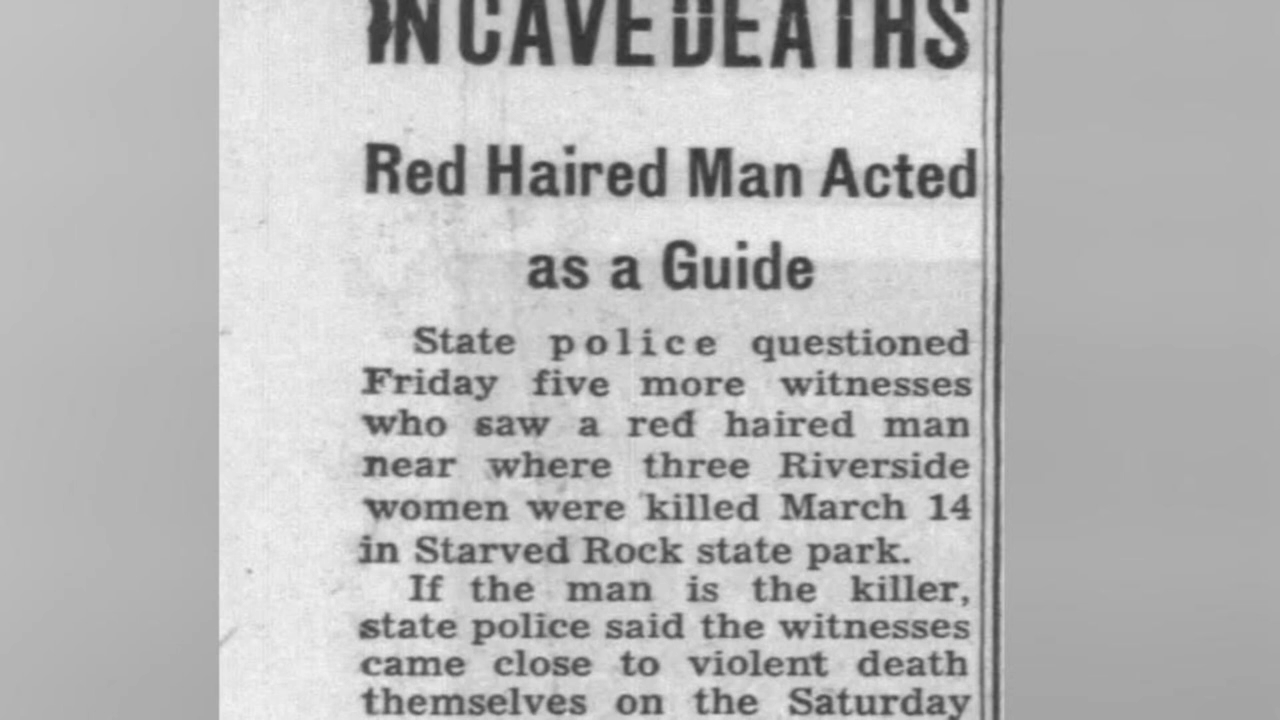 IN CAVE DEATHS
Red Haired Man Acted
as a Guide
State police questioned
Friday five more witnesses
who saw a red haired man
near where three Riverside
women were killed March 14
in Starved Rock state park.
If the man is the killer,
state police said the witnesses
came close to violent death
themselves on the Saturday